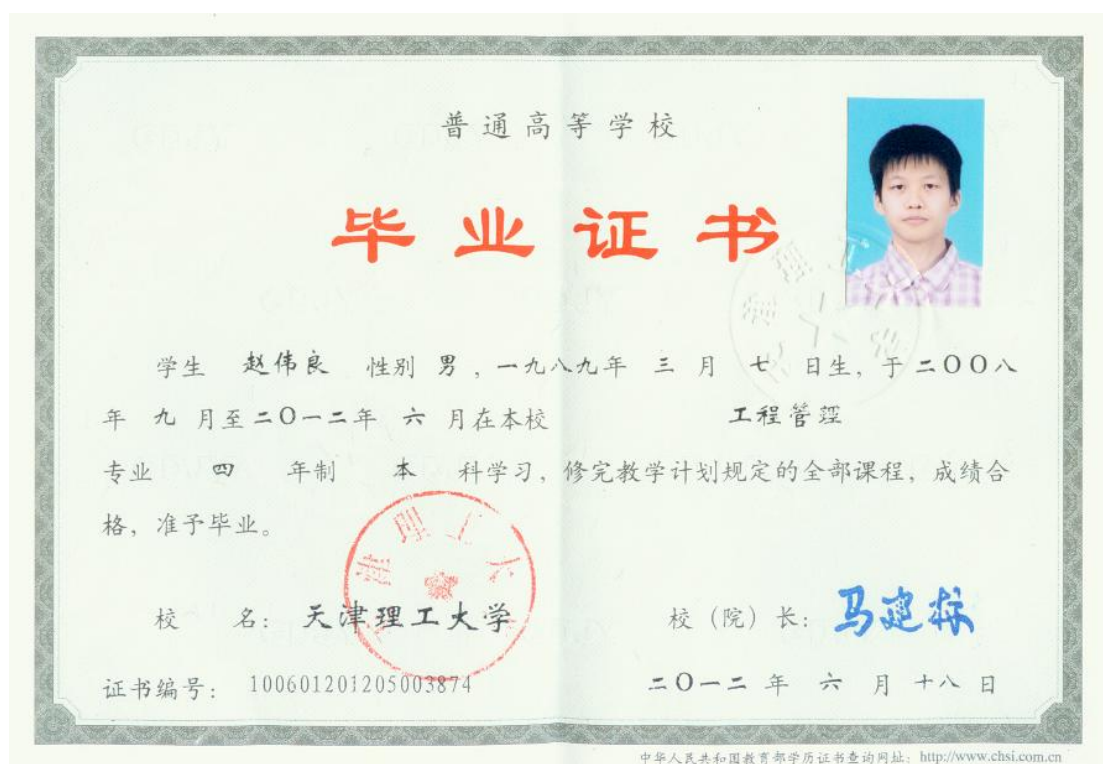 普通高等学校
毕业证书
学生 赵伟良 性别 男，一九八九年 三 月 七 日生，于二〇〇八
年 九 月至二〇一二年 六 月在本校 工程管理
专业 四 年制 本 科学习，修完教学计划规定的全部课程，成绩合
格，准予毕业。
校 名：天津理工大学
校（院）长：马建标
证书编号：100601201205003874
二〇一二年 六 月 十八 日
中华人民共和国教育部学历证书查询网址：http://www.chsi.com.cn